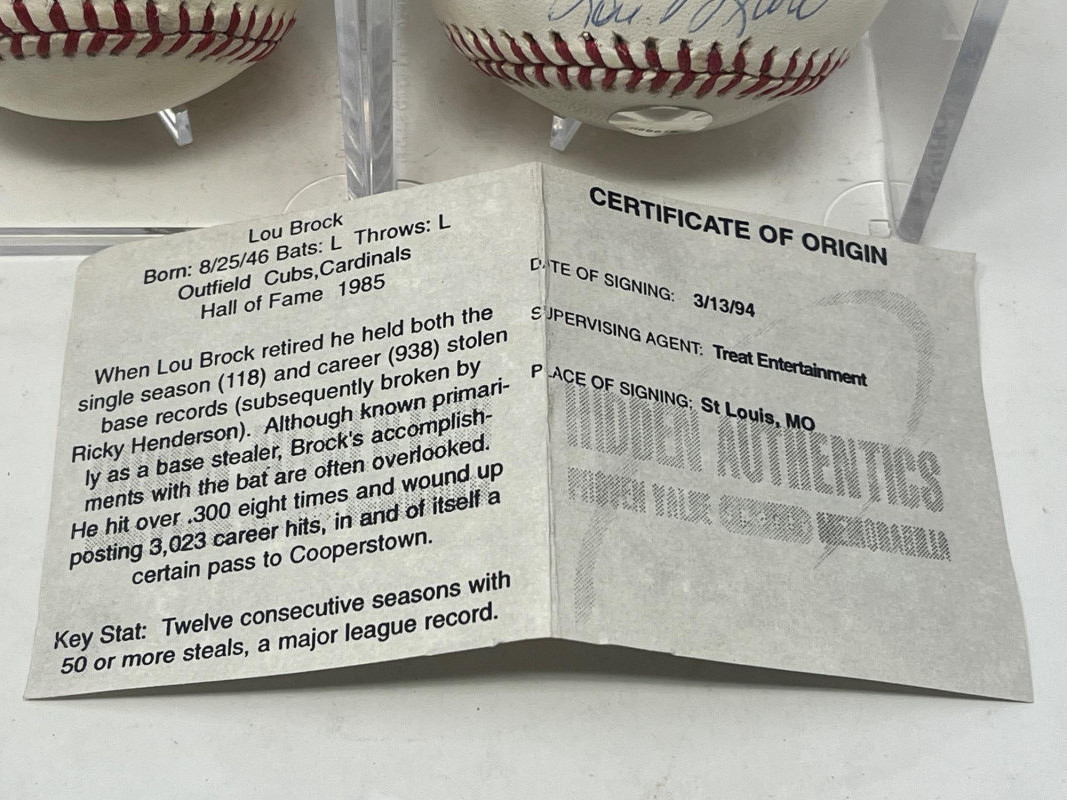 Lou Brock
Lou Brock
Born: 8/25/46 Bats: L Throws: L
Outfield Cubs,Cardinals
Hall of Fame 1985
When Lou Brock retired he held both the
single season (118) and career (938) stolen
base records (subsequently broken by
Ricky Henderson). Although known primari-
ly as a base stealer, Brock's accomplish-
ments with the bat are often overlooked.
He hit over .300 eight times and wound up
posting 3,023 career hits, in and of itself a
certain pass to Cooperstown.
Key Stat: Twelve consecutive seasons with
50 or more steals, a major league record.
CERTIFICATE OF ORIGIN
DATE OF SIGNING: 3/13/94
SUPERVISING AGENT: Treat Entertainment
PLACE OF SIGNING; St Louis, MO
AUTHENTICS
MEMORABILIA